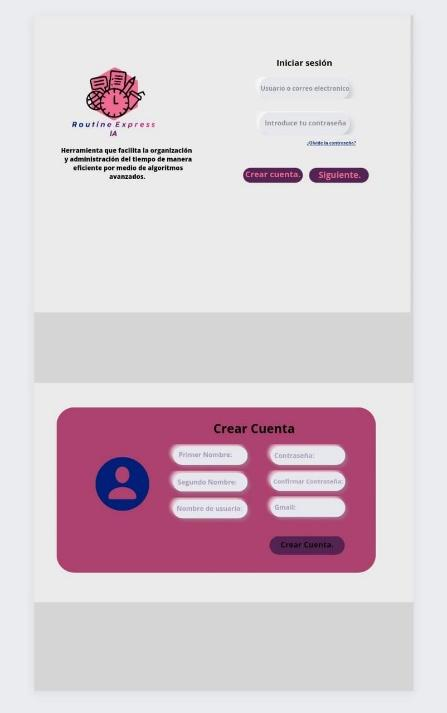 Routine Express
IA
Herramienta que facilita la organización
y administración del tiempo de manera
eficiente por medio de algoritmos
avanzados.
Iniciar sesión
Usuario o correo electronico
Introduce tu contraseña
¿Olvide la contraseña?
Crear cuenta.
Siguiente.
Crear Cuenta
Primer Nombre:
Segundo Nombre:
Nombre de usuario:
Contraseña:
Confirmar Contraseña:
Gmail:
Crear Cuenta.